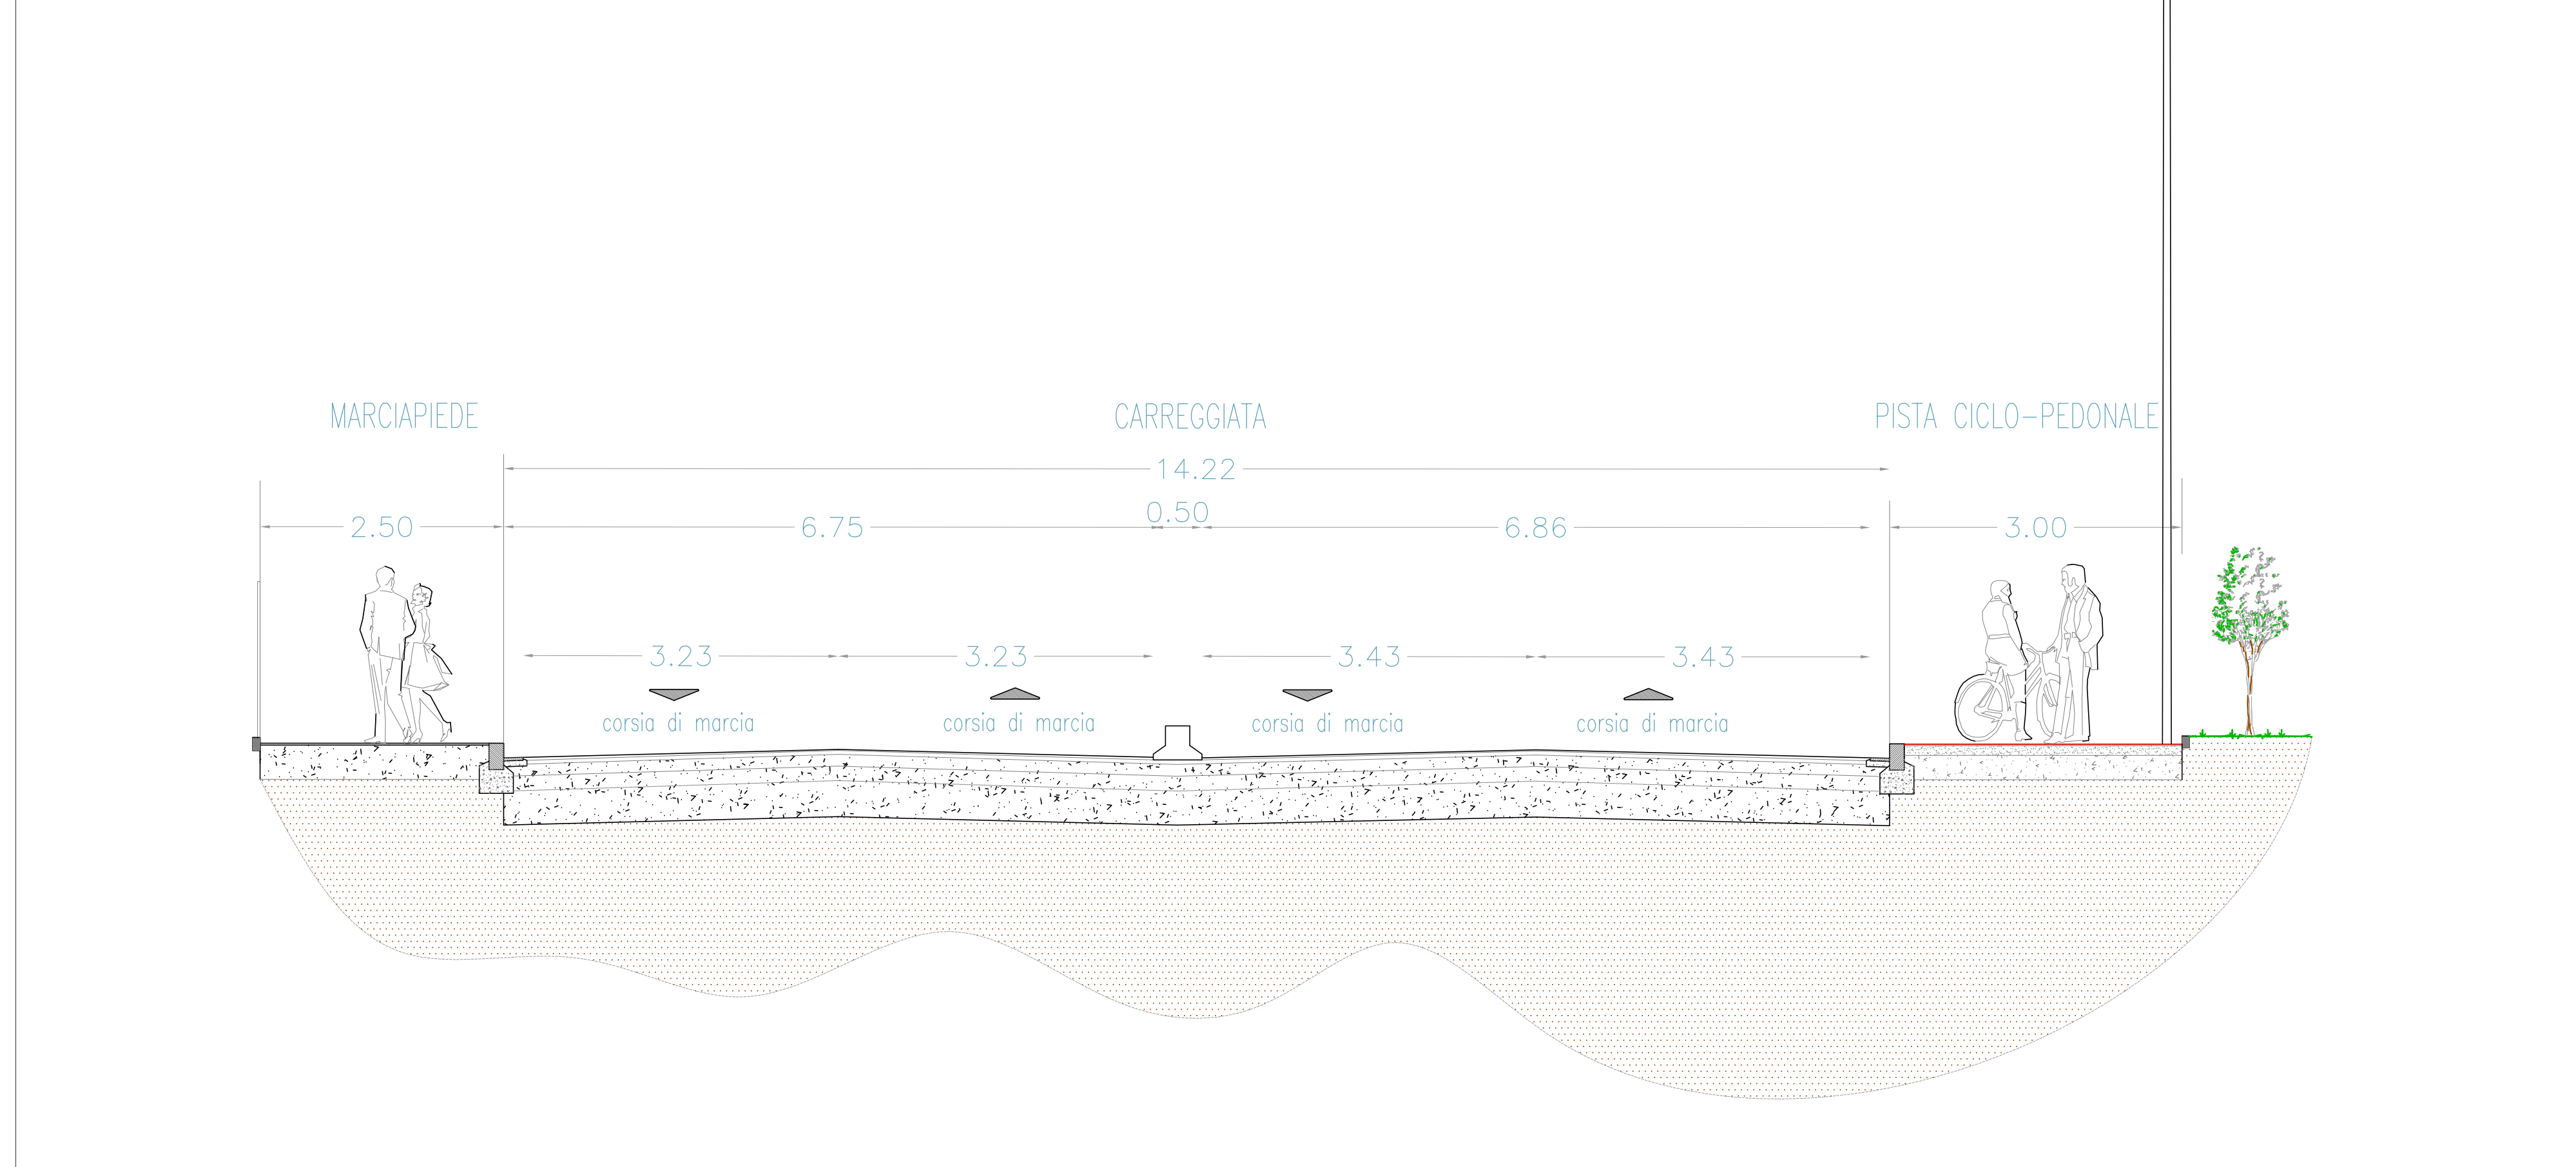 MARCIAPIEDE CARREGGIATA PISTA CICLO-PEDONALE
14.22
0.50
2.50 6.75 6.86 3.00
3.23 3.23 3.43 3.43
corsia di marcia corsia di marcia corsia di marcia corsia di marcia